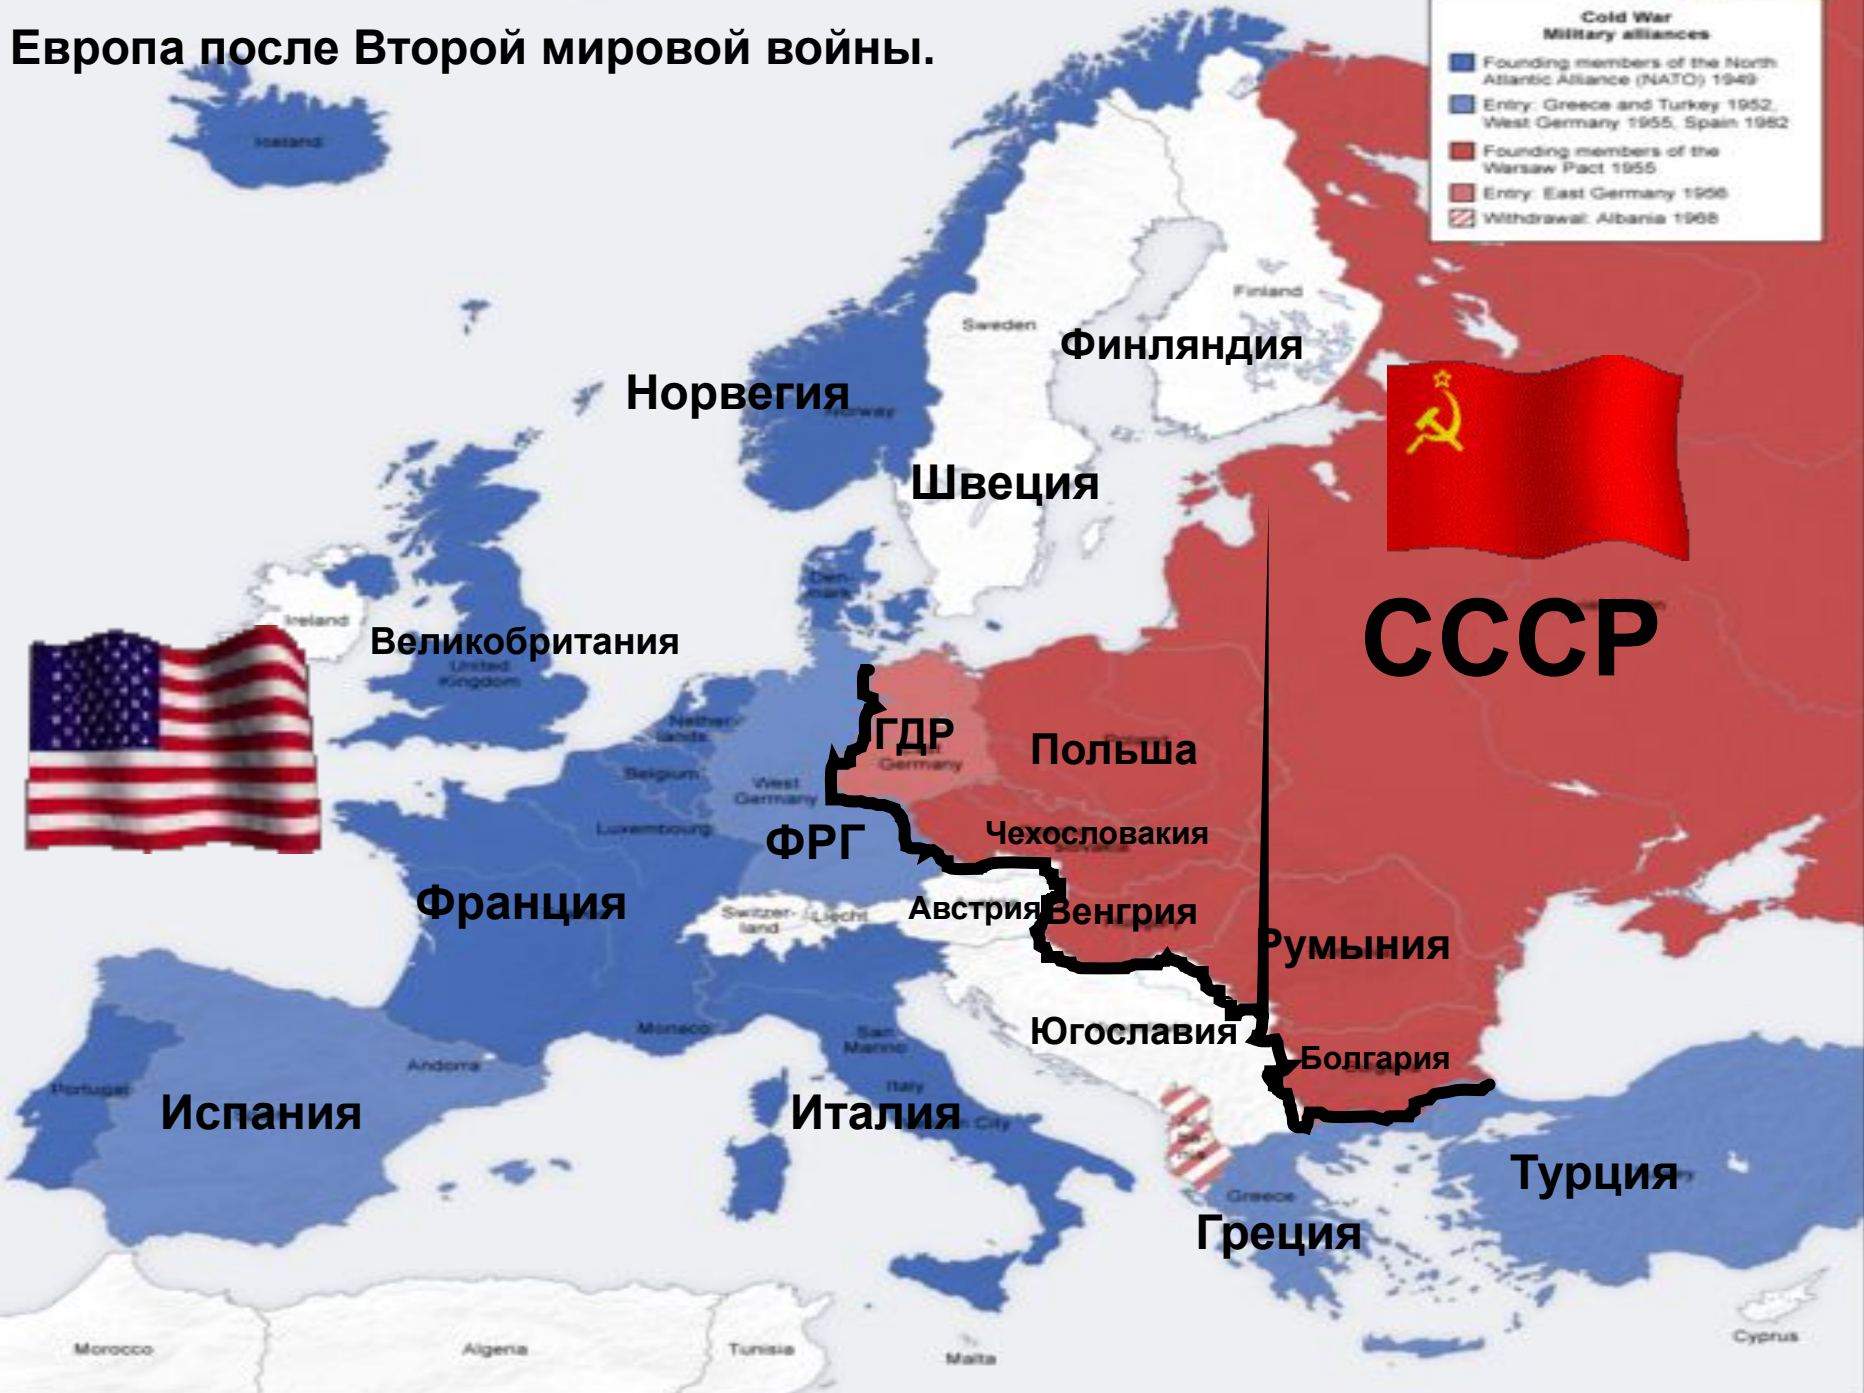 Европа после Второй мировой войны.
Cold War
Military alliances
Founding members of the North
Atlantic Alliance (NATO) 1949
Entry: Greece and Turkey 1952,
West Germany 1955, Spain 1982
Founding members of the
Warsaw Pact 1955
Entry: East Germany 1956
Withdrawal: Albania 1968
Iceland
Finland
Sweden
Финляндия
Норвегия
Norway
Швеция
Den-
mark
СССР
Ireland
Великобритания
United
Kingdom
Nether-
lands
ГДР
East
Germany
Польша
Poland
Belgium
West
Germany
Luxembourg
ФРГ
Чехословакия
Франция
Switzer-
land
Liecht
Австрия
Венгрия
Румыния
Monaco
San
Marino
Югославия
Болгария
Andorra
Portugal
Испания
Italy
Италия
Vatican City
Турция
Greece
Греция
Morocco
Algeria
Tunisia
Malta
Cyprus